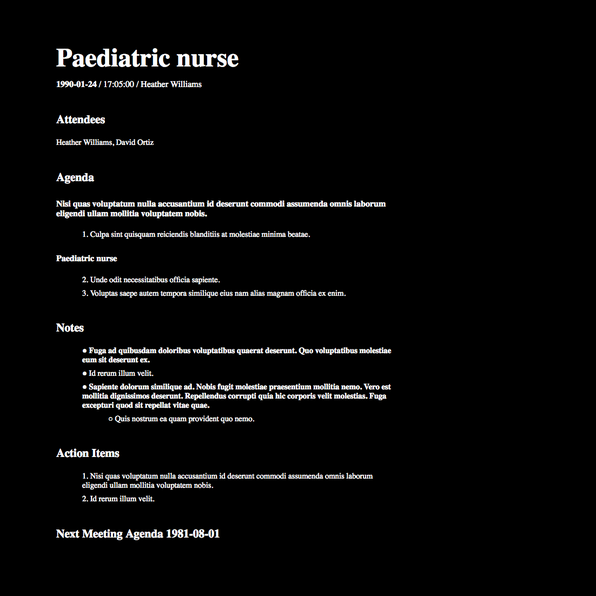 Paediatric nurse
1990-01-24 / 17:05:00 / Heather Williams
Attendees
Heather Williams, David Ortiz
Agenda
Nisi quas voluptatum nulla accusantium id deserunt commodi assumenda omnis laborum
eligendi ullam mollitia voluptatem nobis.
1. Culpa sint quisquam reiciendis blanditiis at molestiae minima beatae.
Paediatric nurse
2. Unde odit necessitatibus officia sapiente.
3. Voluptas saepe autem tempora similique eius nam alias magnam officia ex enim.
Notes
● Fuga ad quibusdam doloribus voluptatibus quaerat deserunt. Quo voluptatibus molestiae
eum sit deserunt ex.
● Id rerum illum velit.
● Sapiente dolorum similique ad. Nobis fugit molestiae praesentium mollitia nemo. Vero est
mollitia dignissimos deserunt. Repellendus corrupti quia hic corporis velit molestias. Fuga
excepturi quod sit repellat vitae quae.
○ Quis nostrum ea quam provident quo nemo.
Action Items
1. Nisi quas voluptatum nulla accusantium id deserunt commodi assumenda omnis laborum
eligendi ullam mollitia voluptatem nobis.
2. Id rerum illum velit.
Next Meeting Agenda 1981-08-01